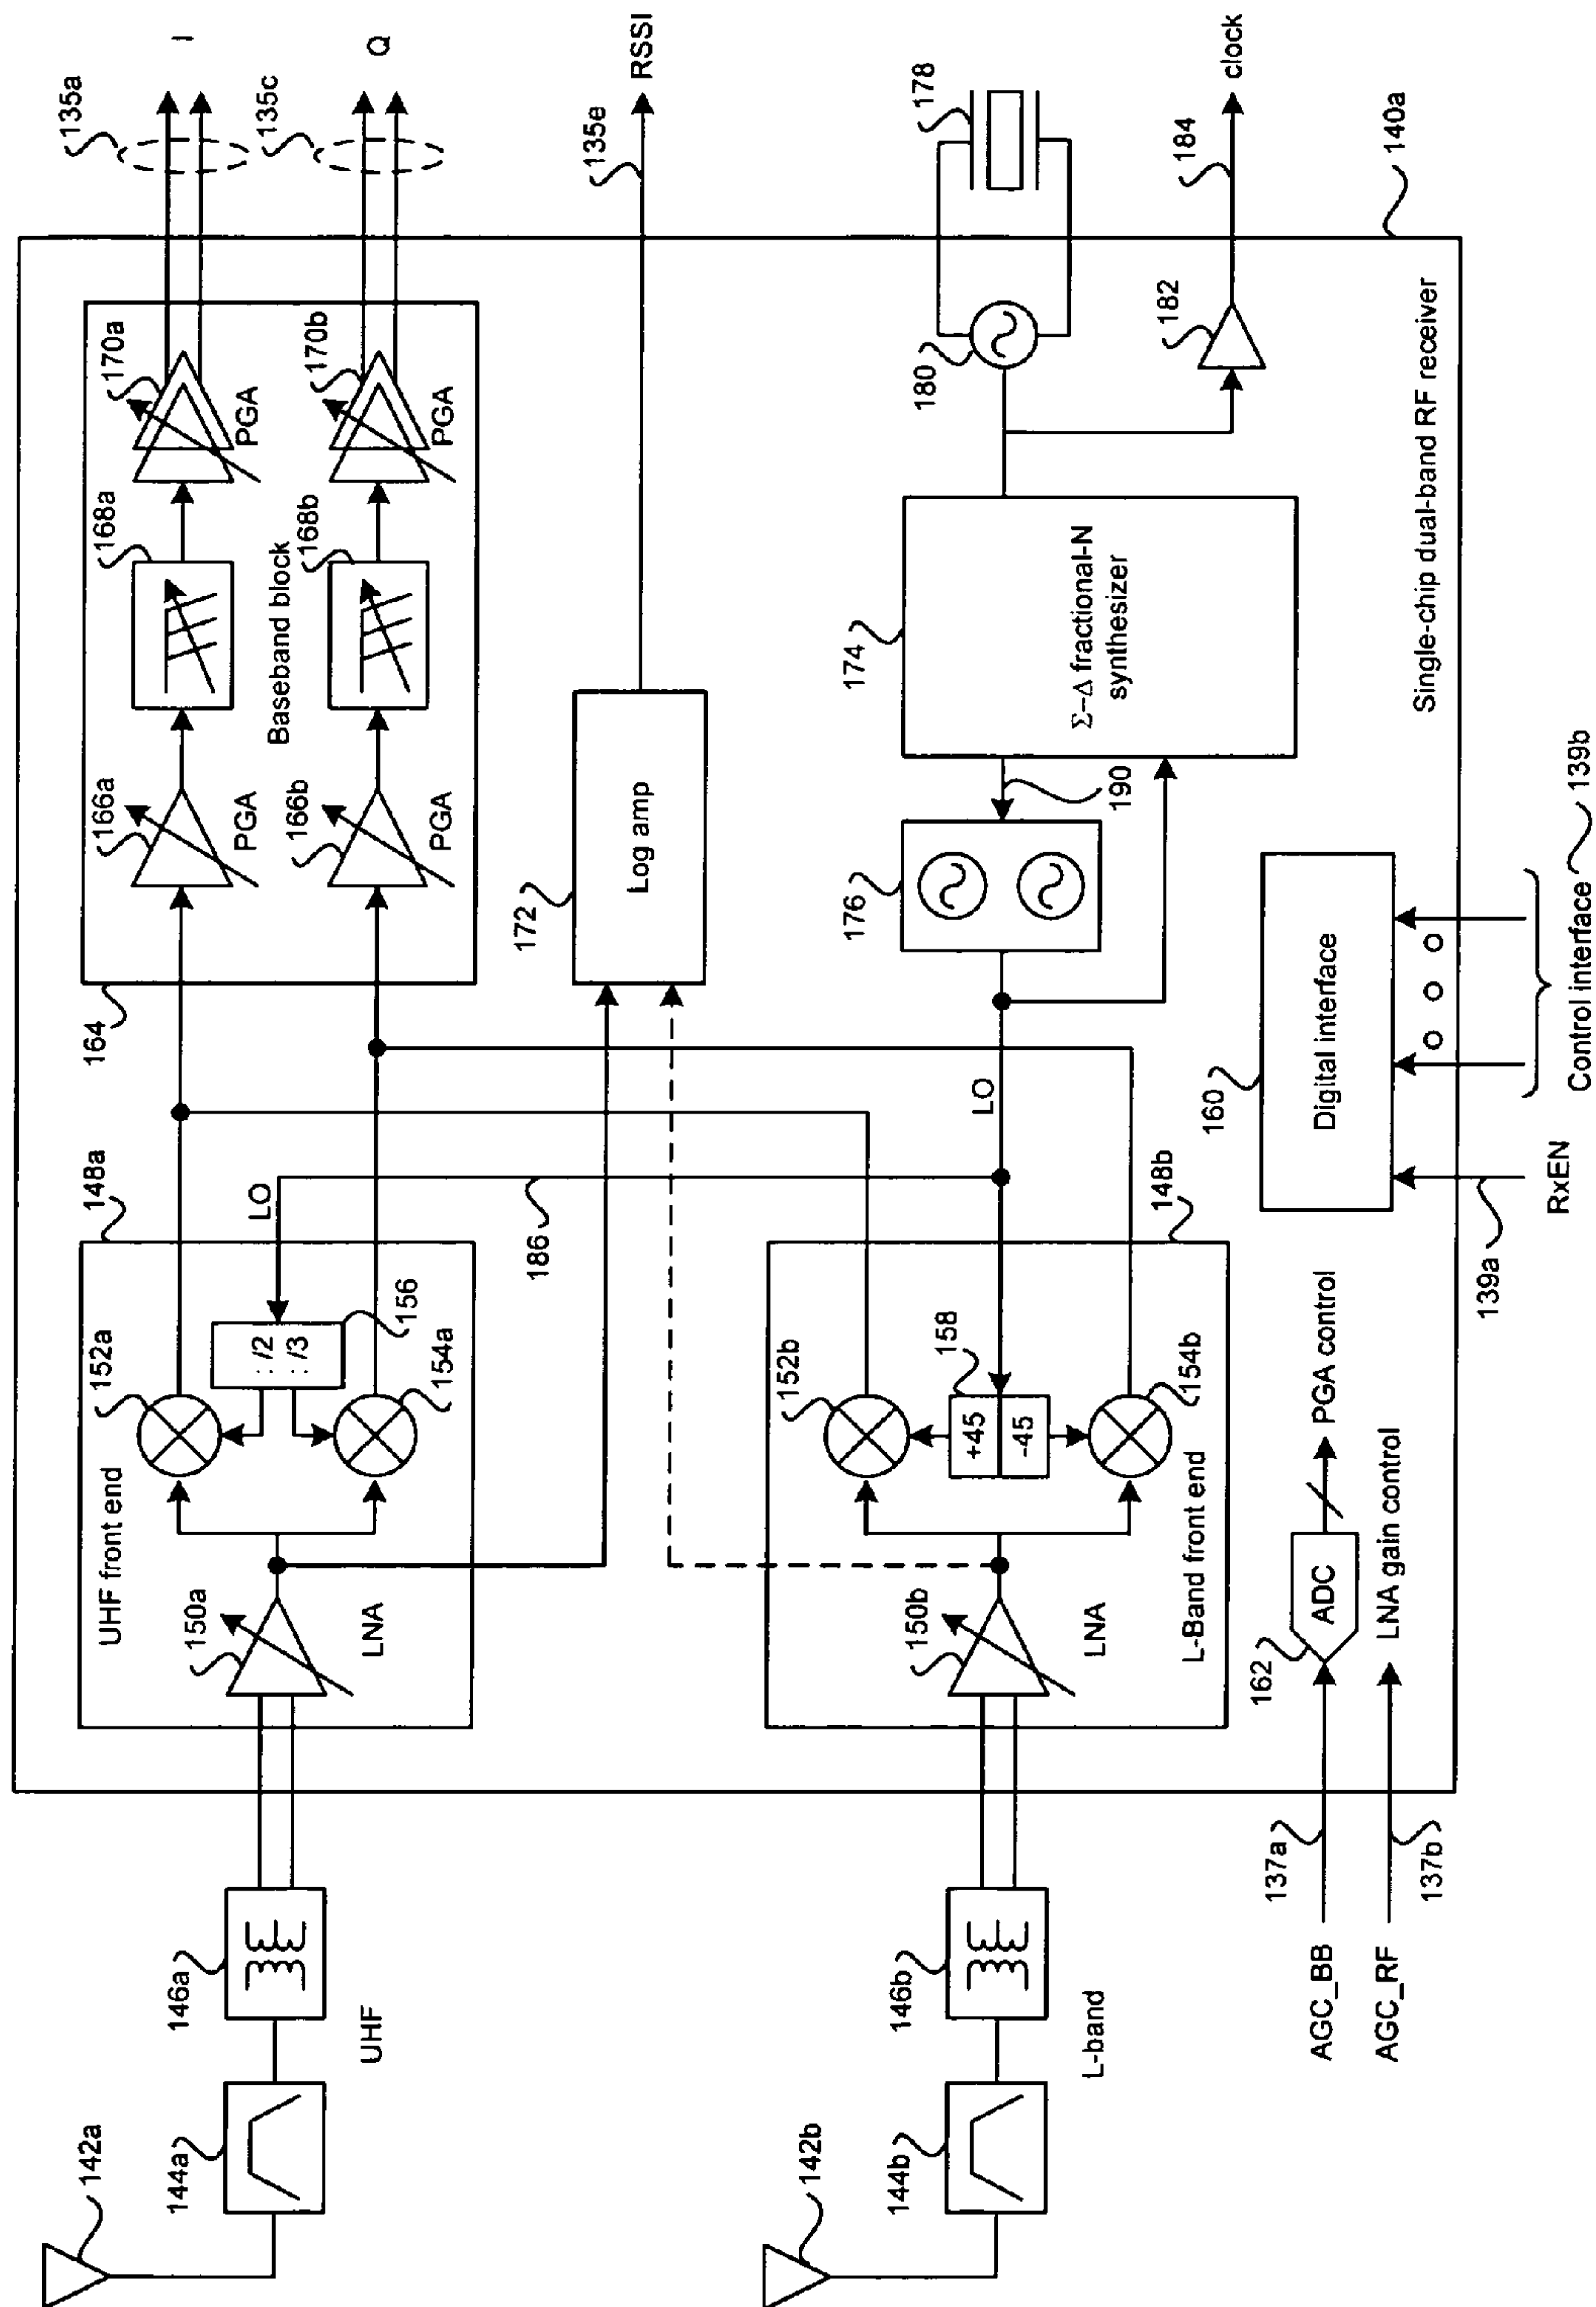 142a
144a
146a
UHF
148a
UHF front end
150a
LNA
152a
: /2
: /3
156
154a
LO
186
164
166a
PGA
168a
170a
PGA
Baseband block
166b
PGA
168b
170b
PGA
135a
I
135c
Q
172
Log amp
135e
RSSI
142b
144b
146b
L-band
148b
150b
LNA
152b
158
+45
-45
154b
L-Band front end
LO
176
190
174
Σ–Δ fractional-N
synthesizer
180
178
182
184
clock
AGC_BB
137a
162
ADC
PGA control
AGC_RF
137b
LNA gain control
160
Digital interface
139a
RxEN
Control interface
139b
Single-chip dual-band RF receiver
140a